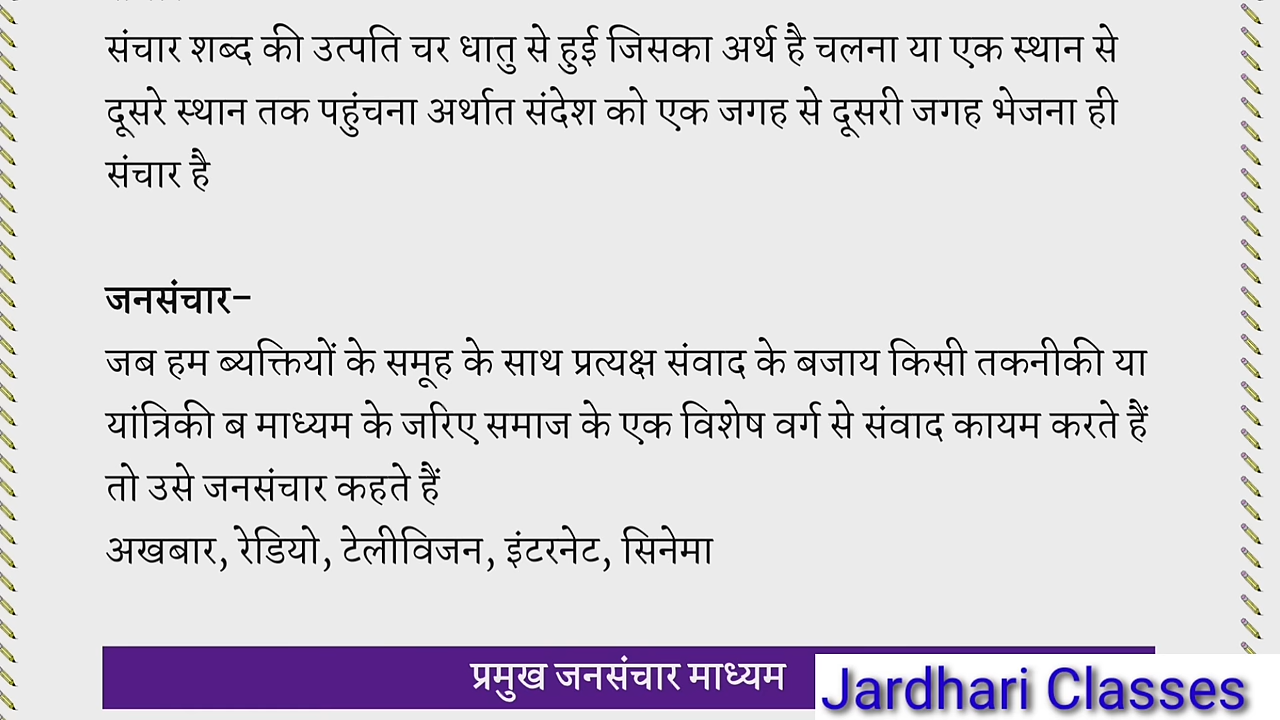 संचार शब्द की उत्पति चर धातु से हुई जिसका अर्थ है चलना या एक स्थान से
दूसरे स्थान तक पहुंचना अर्थात संदेश को एक जगह से दूसरी जगह भेजना ही
संचार है
जनसंचार-
जब हम ब्यक्तियों के समूह के साथ प्रत्यक्ष संवाद के बजाय किसी तकनीकी या
यांत्रिकी ब माध्यम के जरिए समाज के एक विशेष वर्ग से संवाद कायम करते हैं
तो उसे जनसंचार कहते हैं
अखबार, रेडियो, टेलीविजन, इंटरनेट, सिनेमा
प्रमुख जनसंचार माध्यम
Jardhari Classes